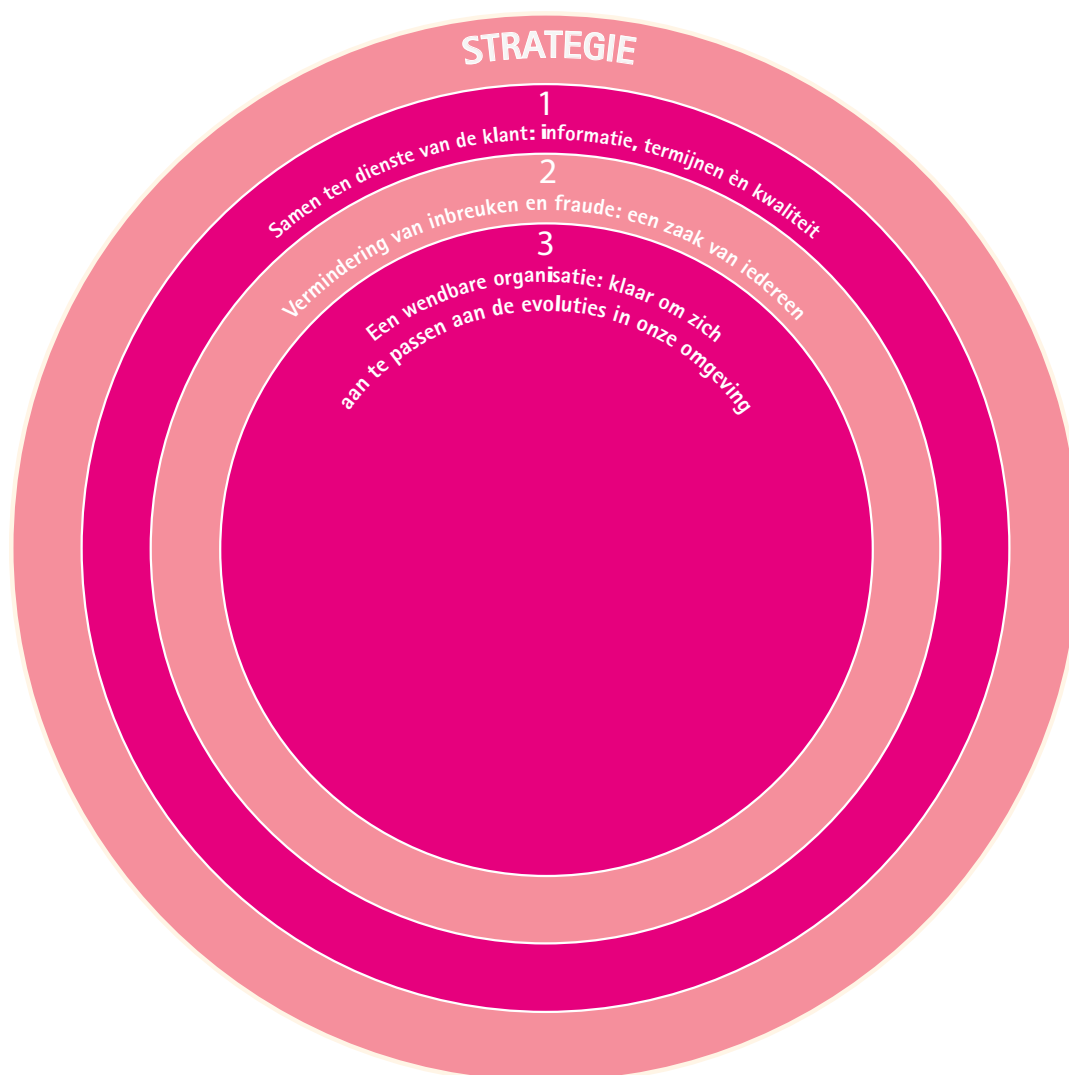 STRATEGIE
1
Samen ten dienste van de klant: informatie, termijnen èn kwaliteit
2
Vermindering van inbreuken en fraude: een zaak van iedereen
3
Een wendbare organisatie: klaar om zich
aan te passen aan de evoluties in onze omgeving